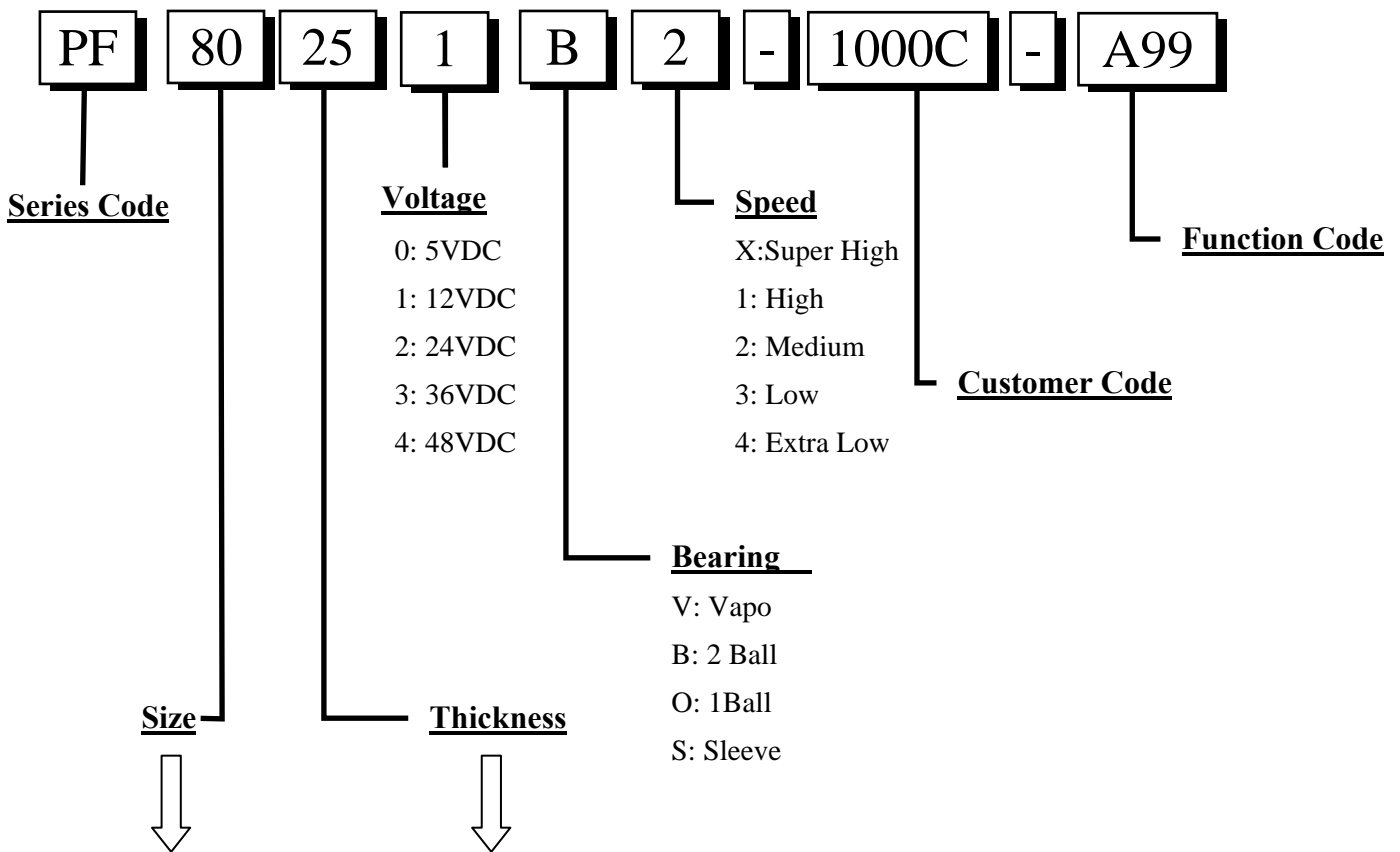 PF 80 25 1 B 2 - 1000C - A99
Series Code
Voltage
0: 5VDC
1: 12VDC
2: 24VDC
3: 36VDC
4: 48VDC
Speed
X:Super High
1: High
2: Medium
3: Low
4: Extra Low
Function Code
Customer Code
Bearing
V: Vapo
B: 2 Ball
O: 1Ball
S: Sleeve
Size
Thickness